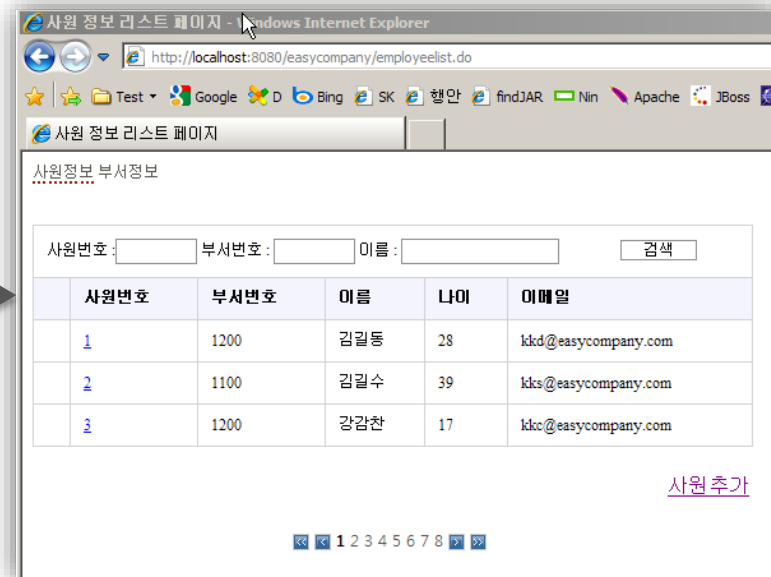 사원 정보 리스트 페이지 - Windows Internet Explorer
http://localhost:8080/easycompany/employeelist.do
Test Google D Bing SK 행안 findJAR Nin Apache JBoss
사원 정보 리스트 페이지
사원정보 부서정보
사원번호 : 부서번호 : 이름 : 검색
사원번호 부서번호 이름 나이 이메일
1 1200 김길동 28 kkd@easycompany.com
2 1100 김길수 39 kks@easycompany.com
3 1200 강감찬 17 kkc@easycompany.com
사원추가
1 2 3 4 5 6 7 8